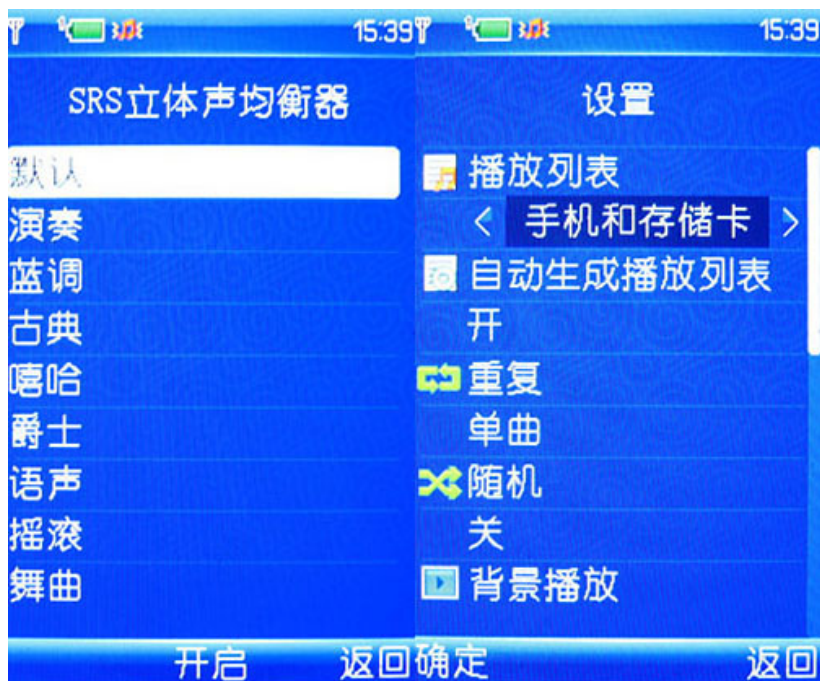 15:39
SRS立体声均衡器
默认
演奏
蓝调
古典
嘻哈
爵士
语声
摇滚
舞曲
开启
返回
15:39
设置
播放列表
手机和存储卡
自动生成播放列表
开
重复
单曲
随机
关
背景播放
确定
返回